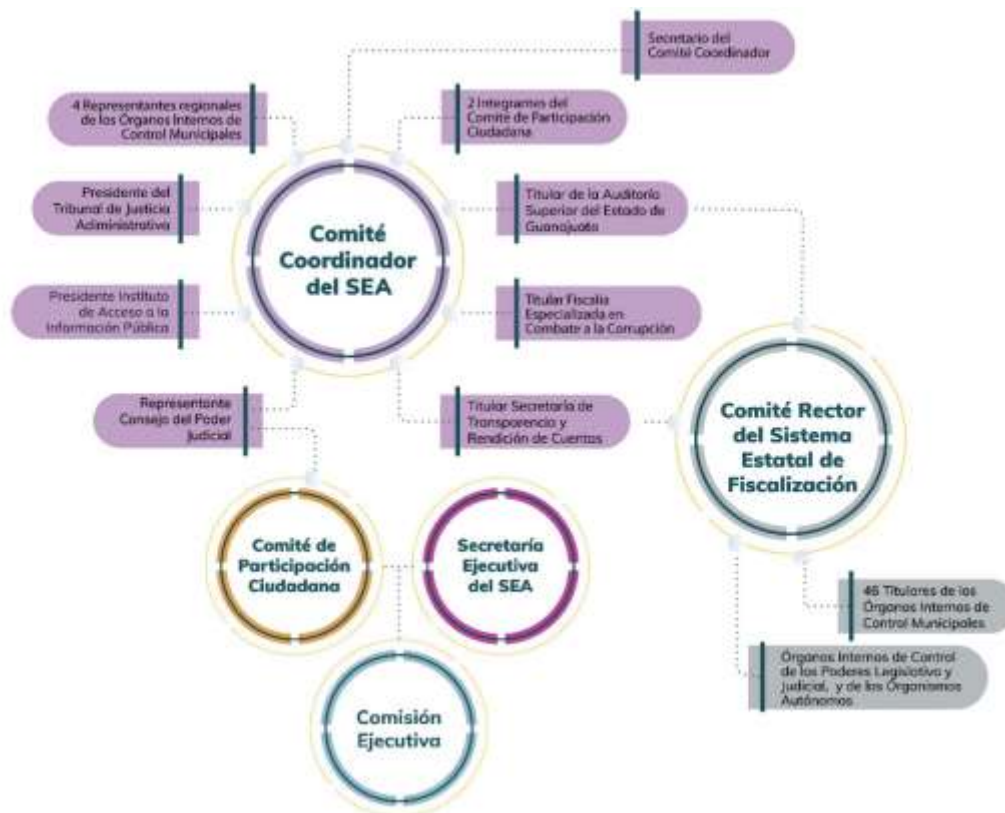 Secretario del
Comité Coordinador
4 Representantes regionales
de los Órganos Internos de
Control Municipales
2 Integrantes del
Comité de Participación
Ciudadana
Presidente del
Tribunal de Justicia
Adiministrativa
Titular de la Auditoría
Superior del Estado de
Guanajuato
Comité
Coordinador
del SEA
Presidente Instituto
de Acceso a la
Información Pública
Titular Fiscalía
Especializada en
Combate a la Corrupción
Representante
Consejo del Poder
Judicial
Titular Secretaría de
Transparencia y
Rendición de Cuentas
Comité Rector
del Sistema
Estatal de
Fiscalización
Comité de
Participación
Ciudadana
Secretaría
Ejecutiva
del SEA
46 Titulares de los
Órganos Internos de
Control Municipales
Órganos Internos de Control
de los Poderes Legislativo y
Judicial, y de los Organismos
Autónomos
Comisión
Ejecutiva